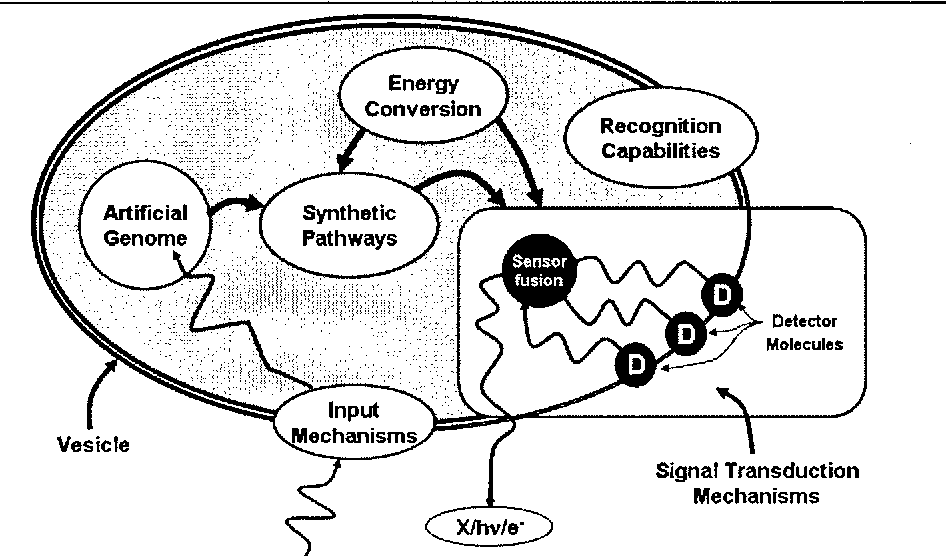 Energy
Conversion
Recognition
Capabilities
Artificial
Genome
Synthetic
Pathways
Sensor
fusion
D
D
D
Detector
Molecules
Input
Mechanisms
Vesicle
Signal Transduction
Mechanisms
X/hν/e-